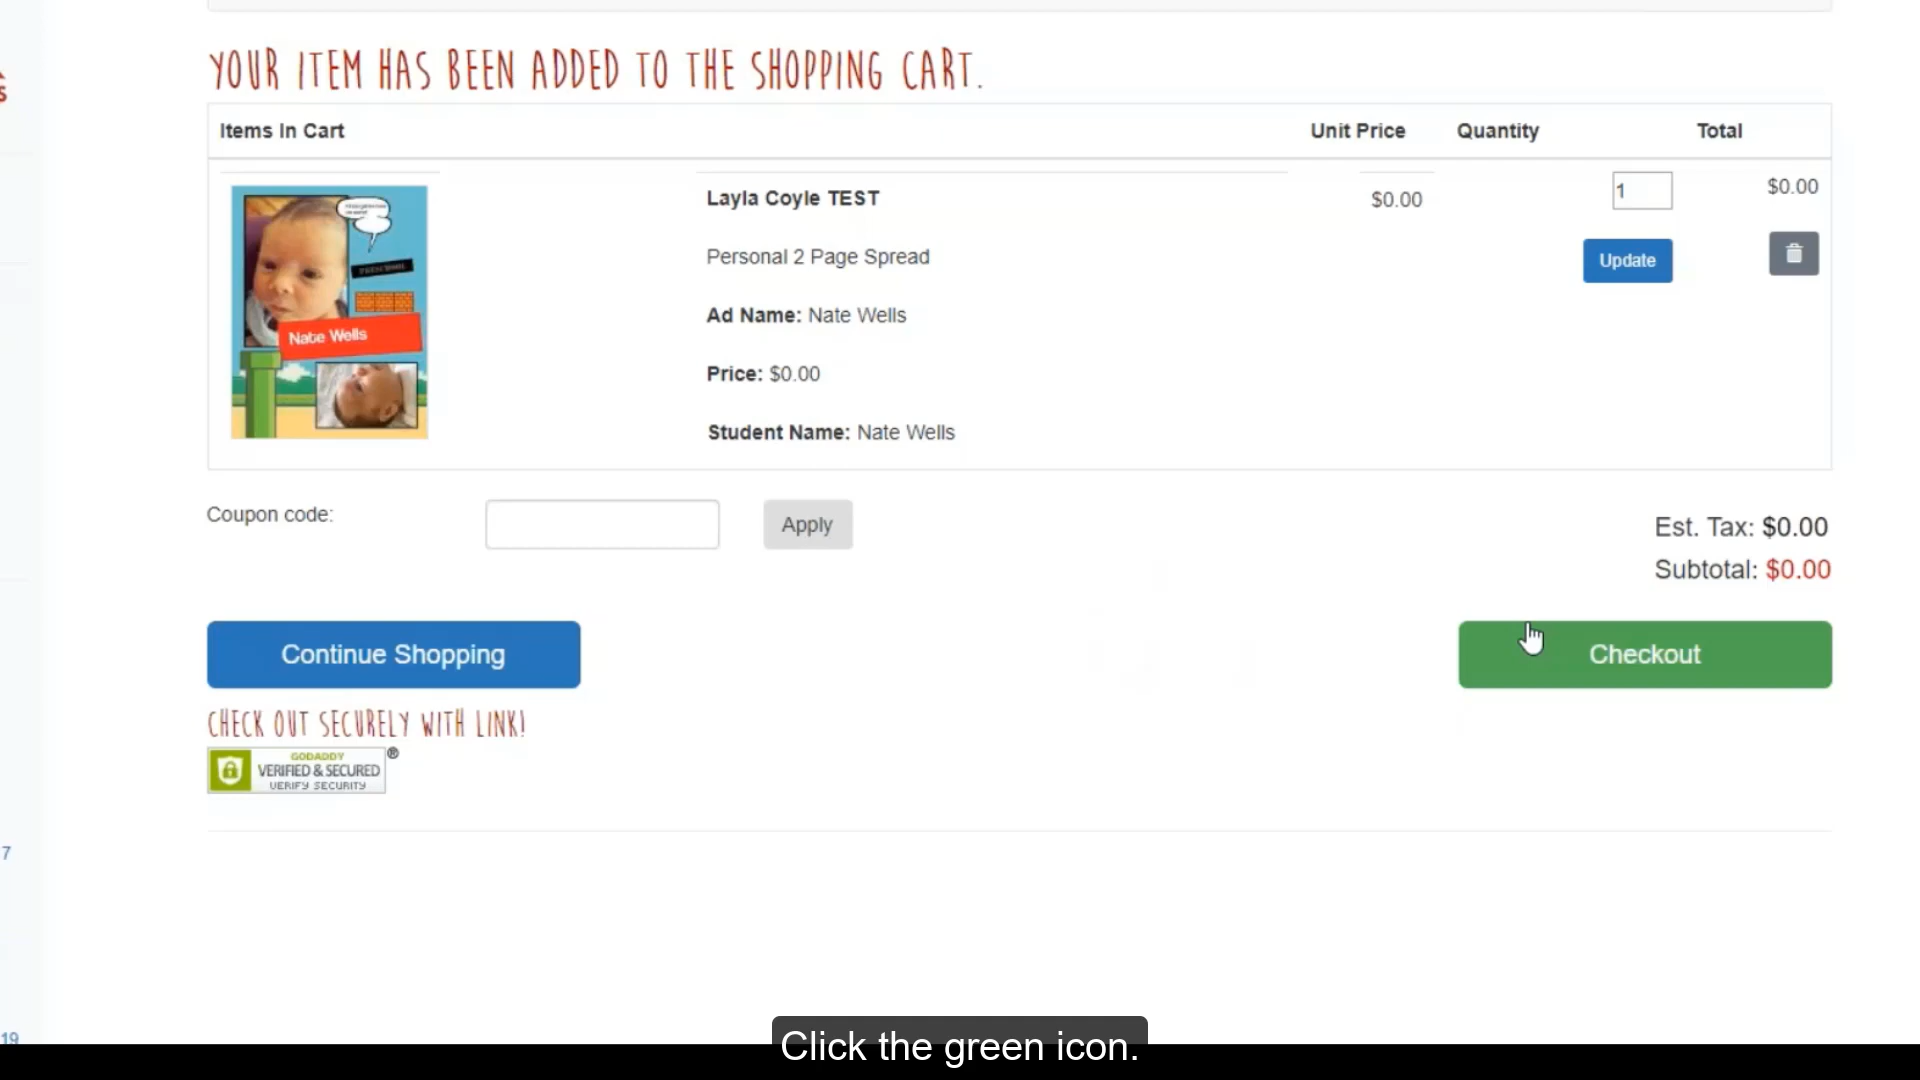 s
YOUR ITEM HAS BEEN ADDED TO THE SHOPPING CART.
Items In Cart Unit Price Quantity Total
Layla Coyle TEST $0.00 1 $0.00
Personal 2 Page Spread Update
Ad Name: Nate Wells
Price: $0.00
Student Name: Nate Wells
PRESCHOOL
Nate Wells
Coupon code: Apply
Est. Tax: $0.00
Subtotal: $0.00
Continue Shopping Checkout
CHECK OUT SECURELY WITH LINK!
GODADDY
VERIFIED & SECURED
VERIFY SECURITY
®
7
19
Click the green icon.